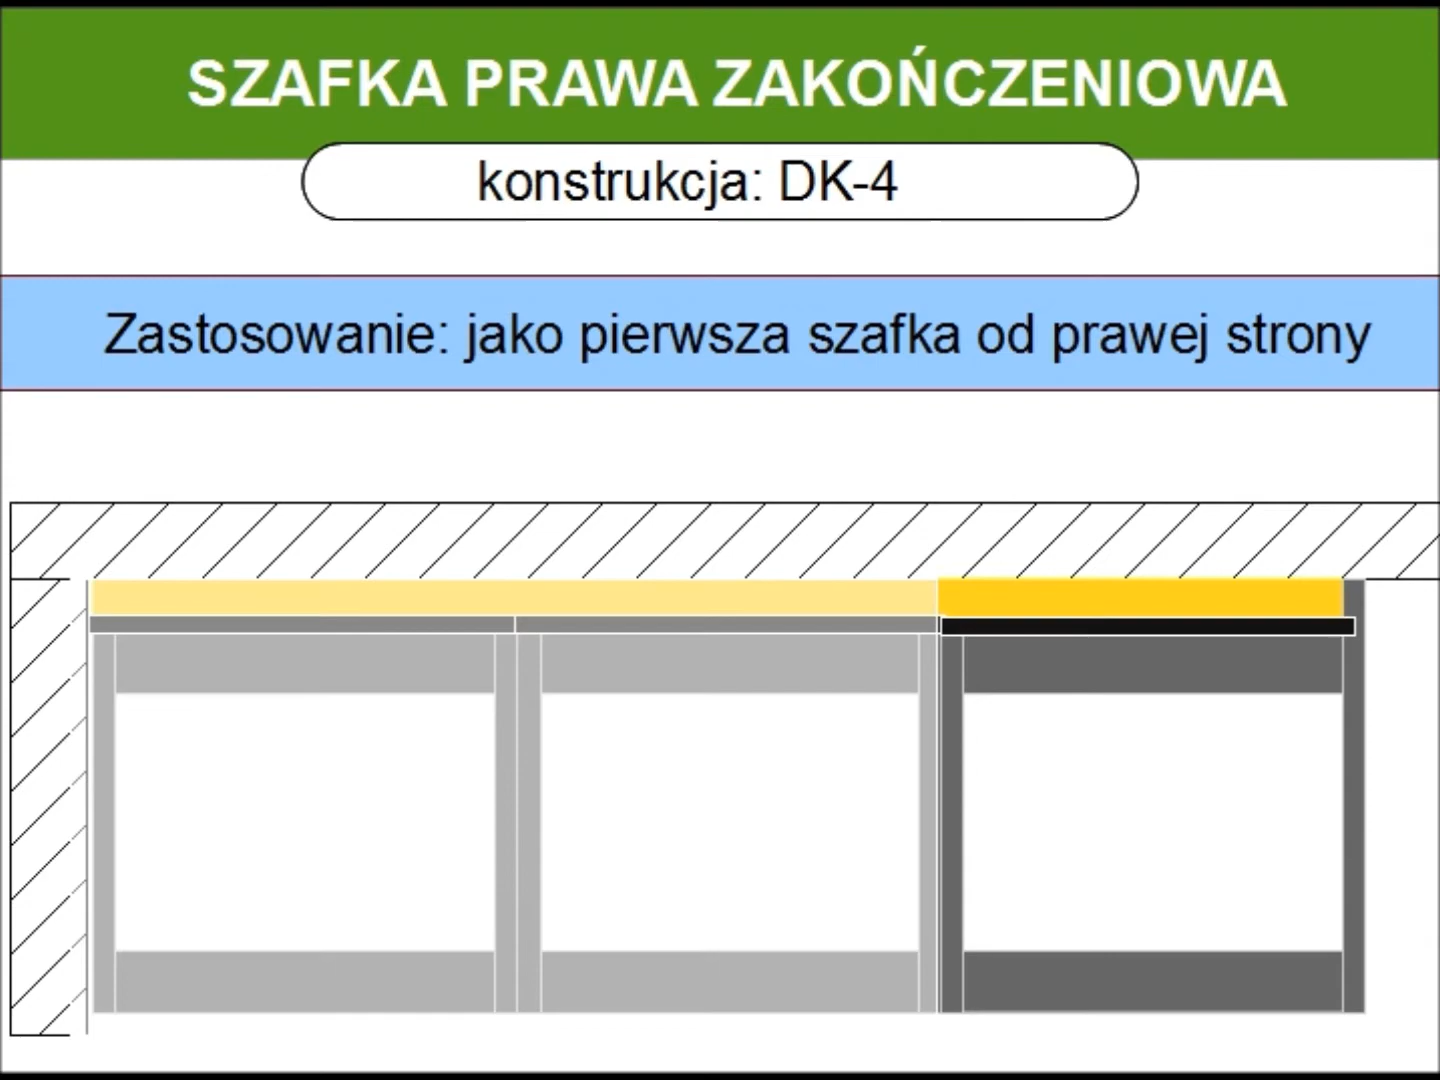 SZAFKA PRAWA ZAKOŃCZENIOWA
konstrukcja: DK-4
Zastosowanie: jako pierwsza szafka od prawej strony